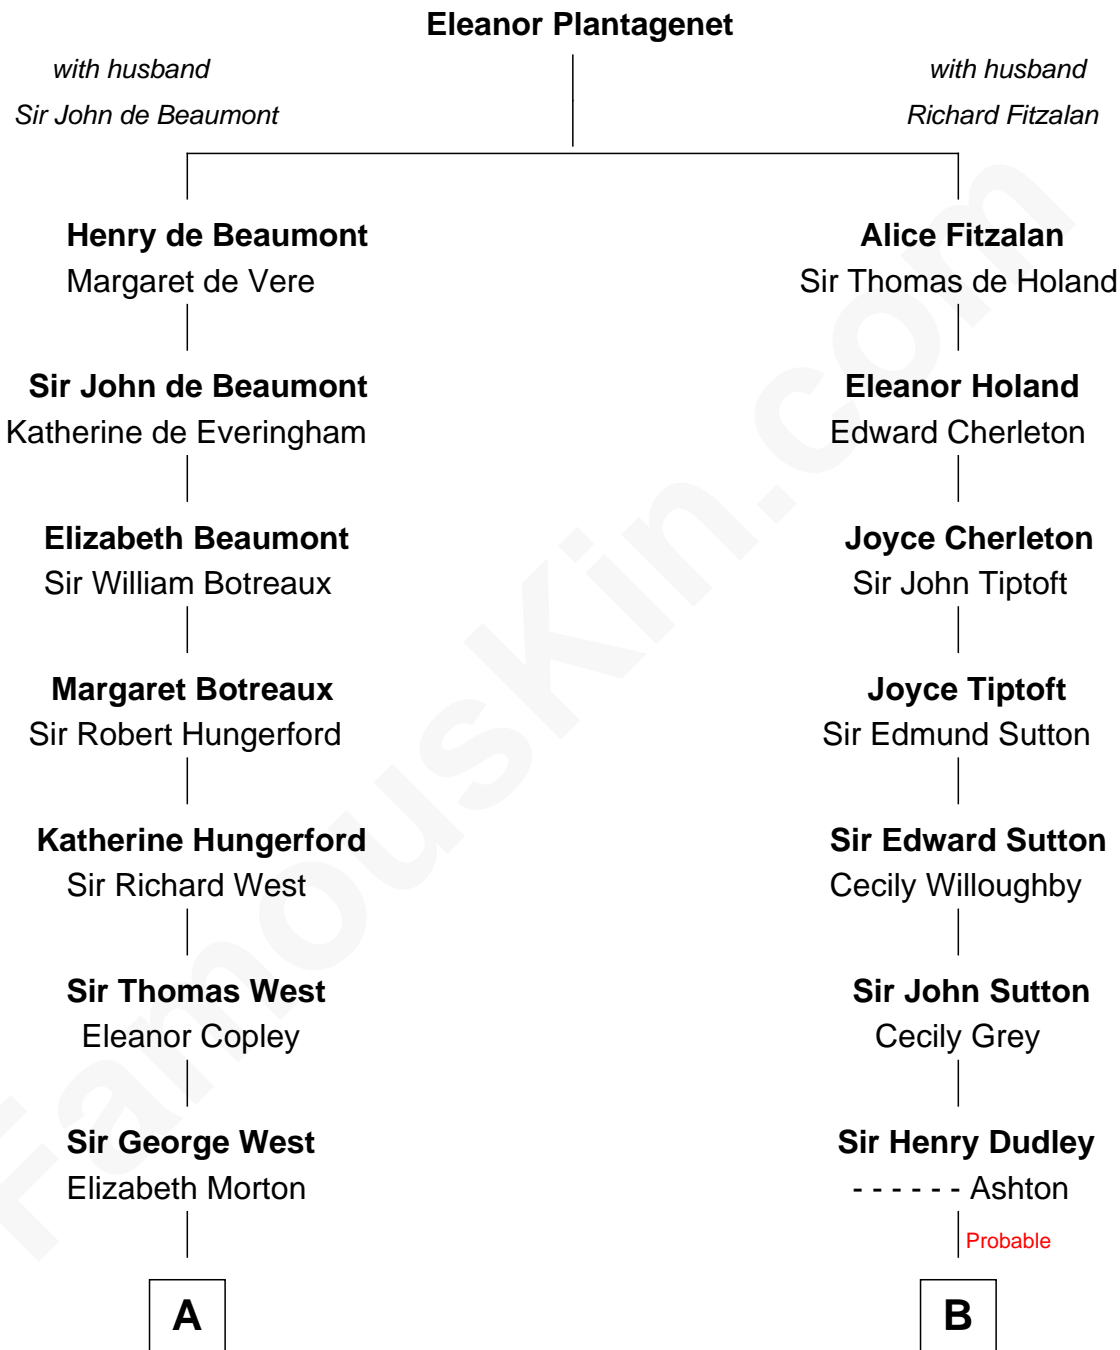 Eleanor Plantagenet
with husband
Sir John de Beaumont
with husband
Richard Fitzalan
Henry de Beaumont
Margaret de Vere
Alice Fitzalan
Sir Thomas de Holand
Sir John de Beaumont
Katherine de Everingham
Eleanor Holand
Edward Cherleton
Elizabeth Beaumont
Sir William Botreaux
Joyce Cherleton
Sir John Tiptoft
Margaret Botreaux
Sir Robert Hungerford
Joyce Tiptoft
Sir Edmund Sutton
Katherine Hungerford
Sir Richard West
Sir Edward Sutton
Cecily Willoughby
Sir Thomas West
Eleanor Copley
Sir John Sutton
Cecily Grey
Sir George West
Elizabeth Morton
Sir Henry Dudley
- - - - - - Ashton
Probable
A
B
FamousKin.com